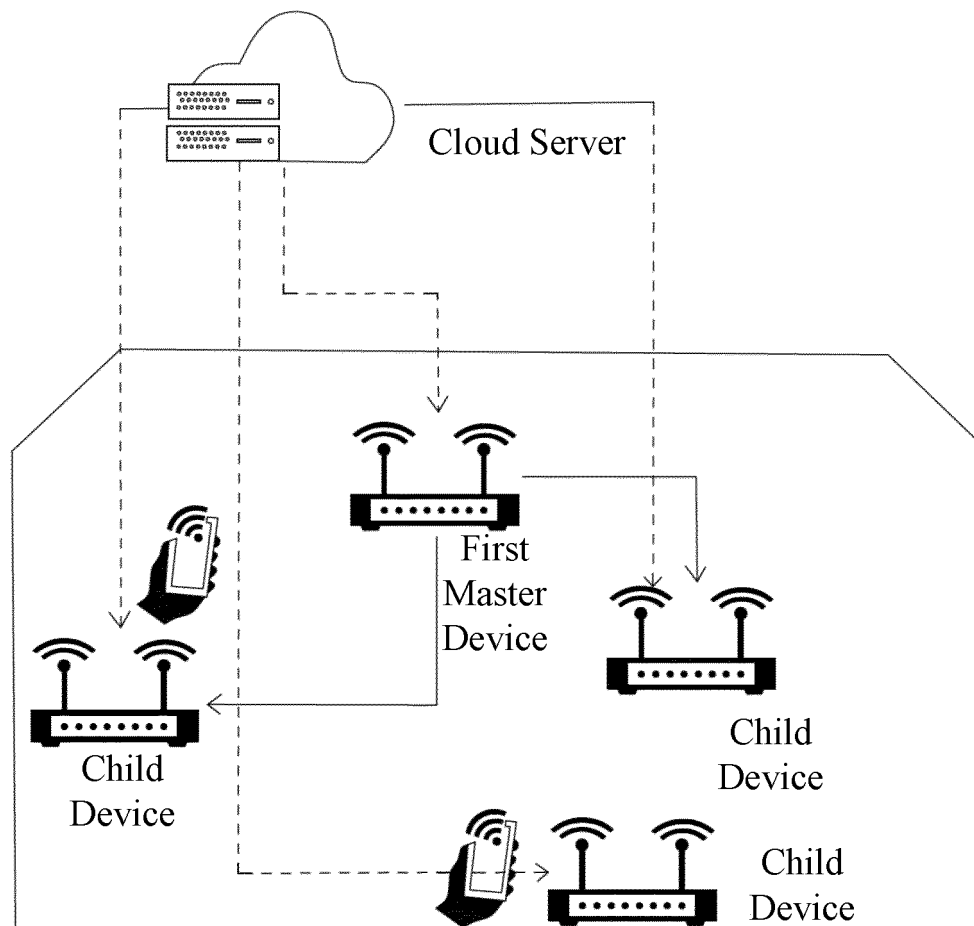 Cloud Server
First
Master
Device
Child
Device
Child
Device
Child
Device